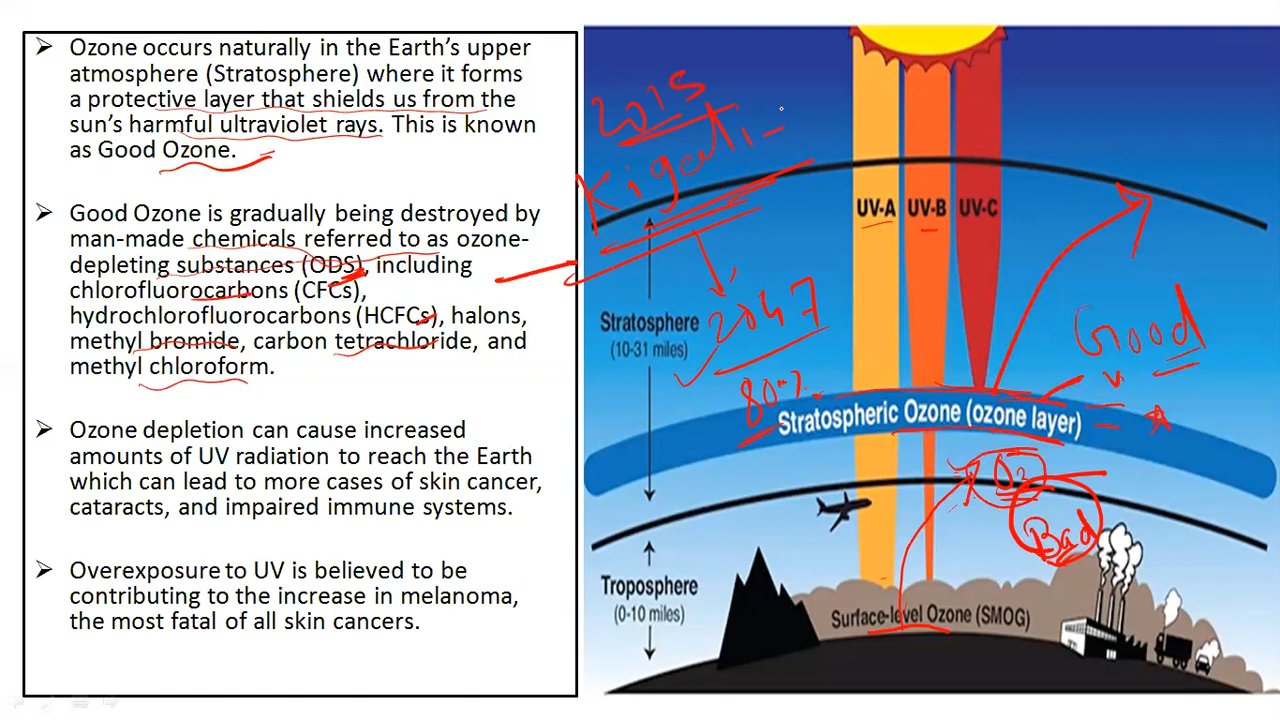 ➢ Ozone occurs naturally in the Earth's upper
atmosphere (Stratosphere) where it forms
a protective layer that shields us from the
sun's harmful ultraviolet rays. This is known
as Good Ozone.
➢ Good Ozone is gradually being destroyed by
man-made chemicals referred to as ozone-
depleting substances (ODS), including
chlorofluorocarbons (CFCs),
hydrochlorofluorocarbons (HCFCs), halons,
methyl bromide, carbon tetrachloride, and
methyl chloroform.
➢ Ozone depletion can cause increased
amounts of UV radiation to reach the Earth
which can lead to more cases of skin cancer,
cataracts, and impaired immune systems.
➢ Overexposure to UV is believed to be
contributing to the increase in melanoma,
the most fatal of all skin cancers.
2015
Kigati
UV-A UV-B UV-C
Stratosphere
(10-31 miles)
2047
80%
Good
Stratospheric Ozone (ozone layer)
O3
Bad
Troposphere
(0-10 miles)
Surface-level Ozone (SMOG)